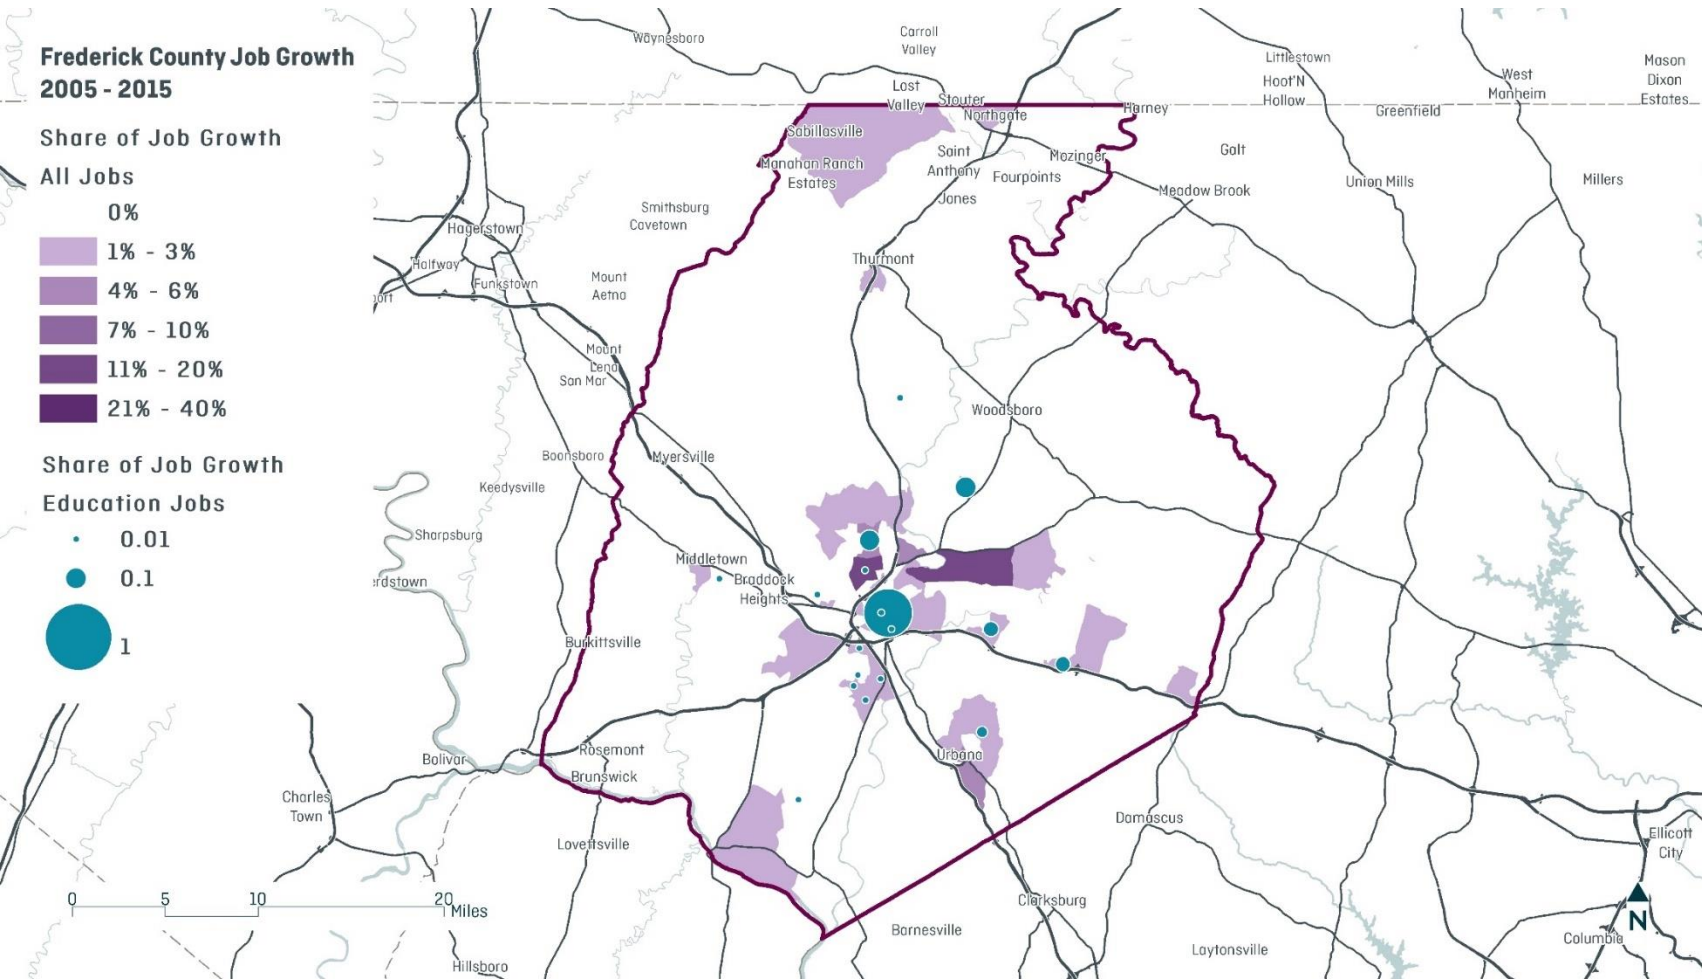 Frederick County Job Growth
2005 - 2015
Share of Job Growth
All Jobs
0%
1% - 3%
4% - 6%
7% - 10%
11% - 20%
21% - 40%
Share of Job Growth
Education Jobs
0.01
0.1
1
Waynesboro
Carroll
Valley
Littlestown
Hoot'N
Hollow
West
Manheim
Mason
Dixon
Estates
Lost
Valley
Stouter
Northgate
Harney
Greenfield
Sabillasville
Manahan Ranch
Estates
Saint
Anthony
Fourpoints
Mozinger
Galt
Jones
Meadow Brook
Union Mills
Millers
Smithsburg
Cavetown
Hagerstown
Halfway
Funkstown
Mount
Aetna
Thurmont
port
Mount
Lena
San Mar
Woodsboro
Boonsboro
Myersville
Keedysville
Sharpsburg
erdstown
Middletown
Braddock
Heights
Burkittsville
Urbana
Rosemont
Brunswick
Bolivar
Charles
Town
Lovettsville
Damascus
Ellicott
City
Clarksburg
Barnesville
Laytonsville
Columbia
Hillsboro
0 5 10 20 Miles
N